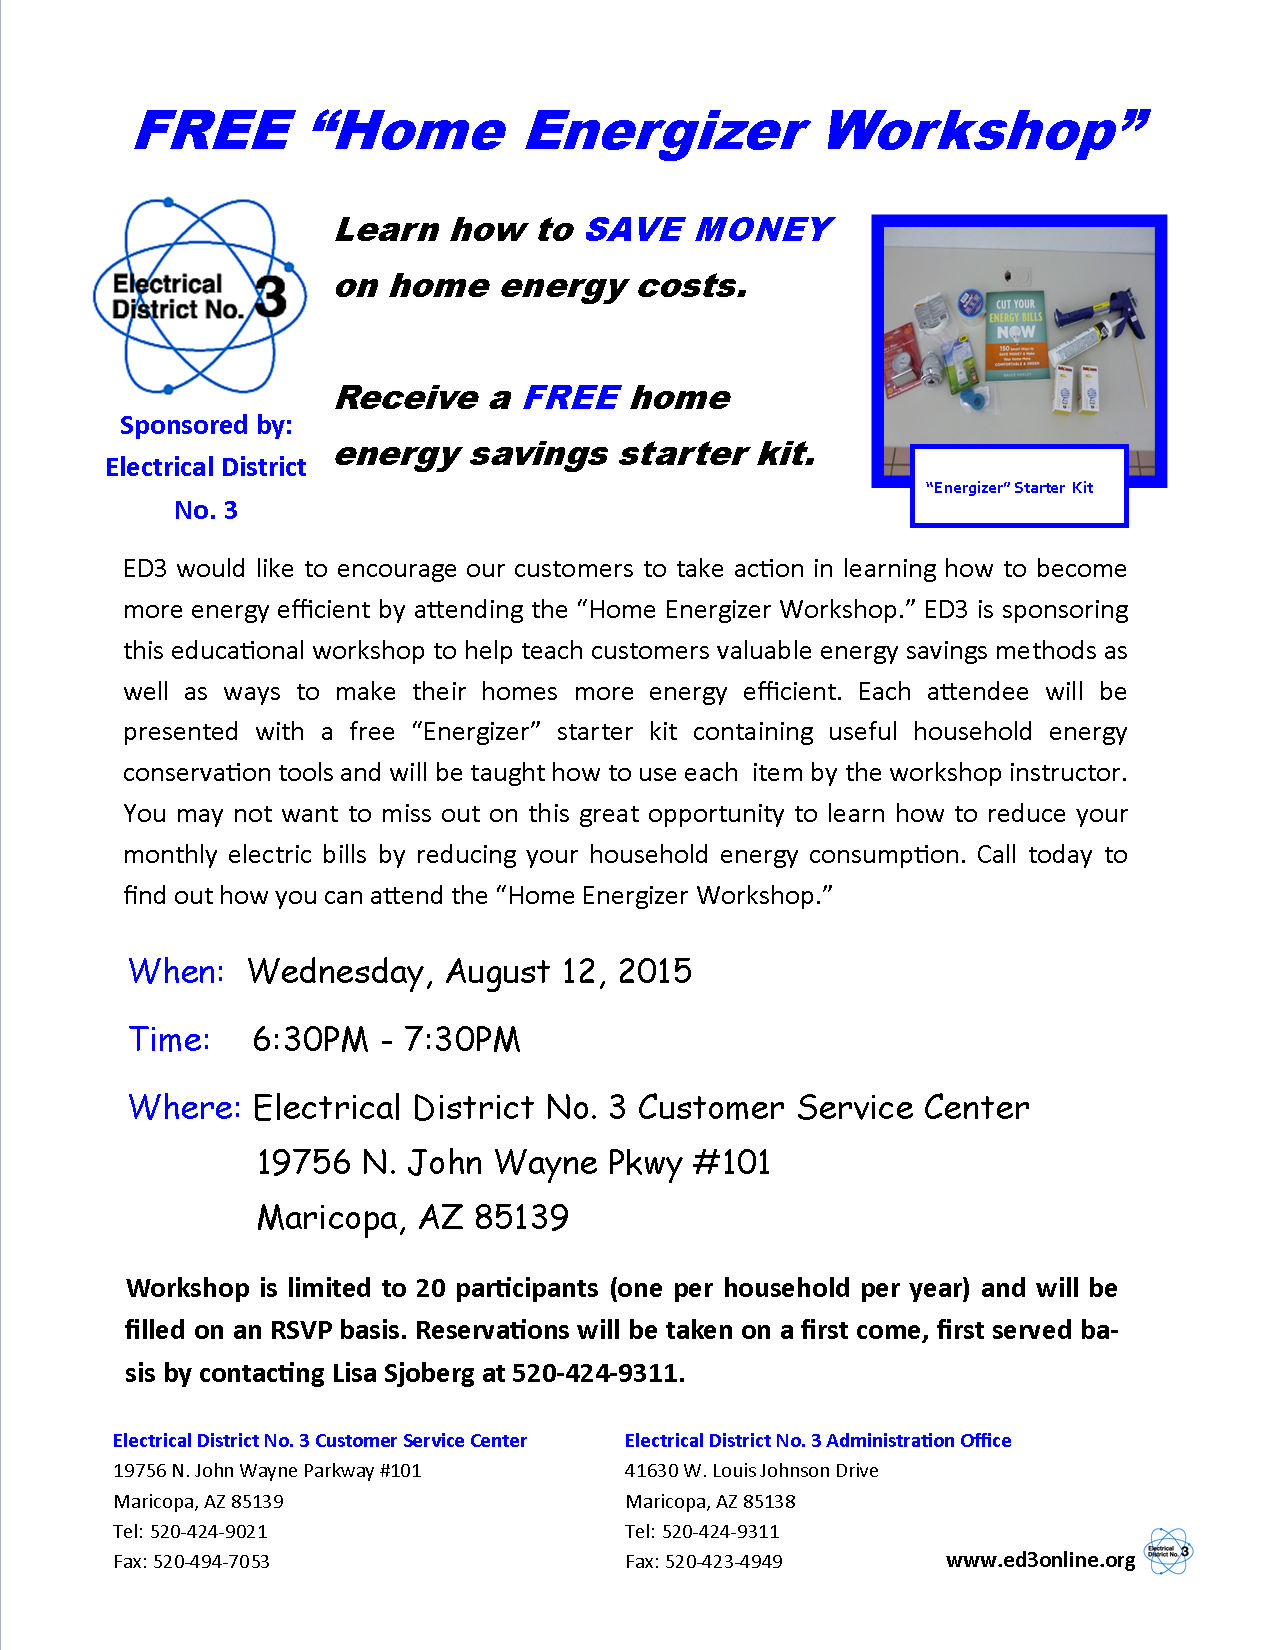 FREE “Home Energizer Workshop”
Electrical
District No. 3
Sponsored by:
Electrical District
No. 3
Learn how to SAVE MONEY
on home energy costs.
Receive a FREE home
energy savings starter kit.
CUT YOUR
ENERGY BILLS
NOW
150
SAVE MONEY & Make
Your Home More
COMFORTABLE & GREEN
“Energizer” Starter Kit
ED3 would like to encourage our customers to take action in learning how to become
more energy efficient by attending the “Home Energizer Workshop.” ED3 is sponsoring
this educational workshop to help teach customers valuable energy savings methods as
well as ways to make their homes more energy efficient. Each attendee will be
presented with a free “Energizer” starter kit containing useful household energy
conservation tools and will be taught how to use each item by the workshop instructor.
You may not want to miss out on this great opportunity to learn how to reduce your
monthly electric bills by reducing your household energy consumption. Call today to
find out how you can attend the “Home Energizer Workshop.”
When: Wednesday, August 12, 2015
Time: 6:30PM - 7:30PM
Where: Electrical District No. 3 Customer Service Center
19756 N. John Wayne Pkwy #101
Maricopa, AZ 85139
Workshop is limited to 20 participants (one per household per year) and will be
filled on an RSVP basis. Reservations will be taken on a first come, first served ba-
sis by contacting Lisa Sjoberg at 520-424-9311.
Electrical District No. 3 Customer Service Center
19756 N. John Wayne Parkway #101
Maricopa, AZ 85139
Tel: 520-424-9021
Fax: 520-494-7053
Electrical District No. 3 Administration Office
41630 W. Louis Johnson Drive
Maricopa, AZ 85138
Tel: 520-424-9311
Fax: 520-423-4949
www.ed3online.org
Electrical
District No. 3